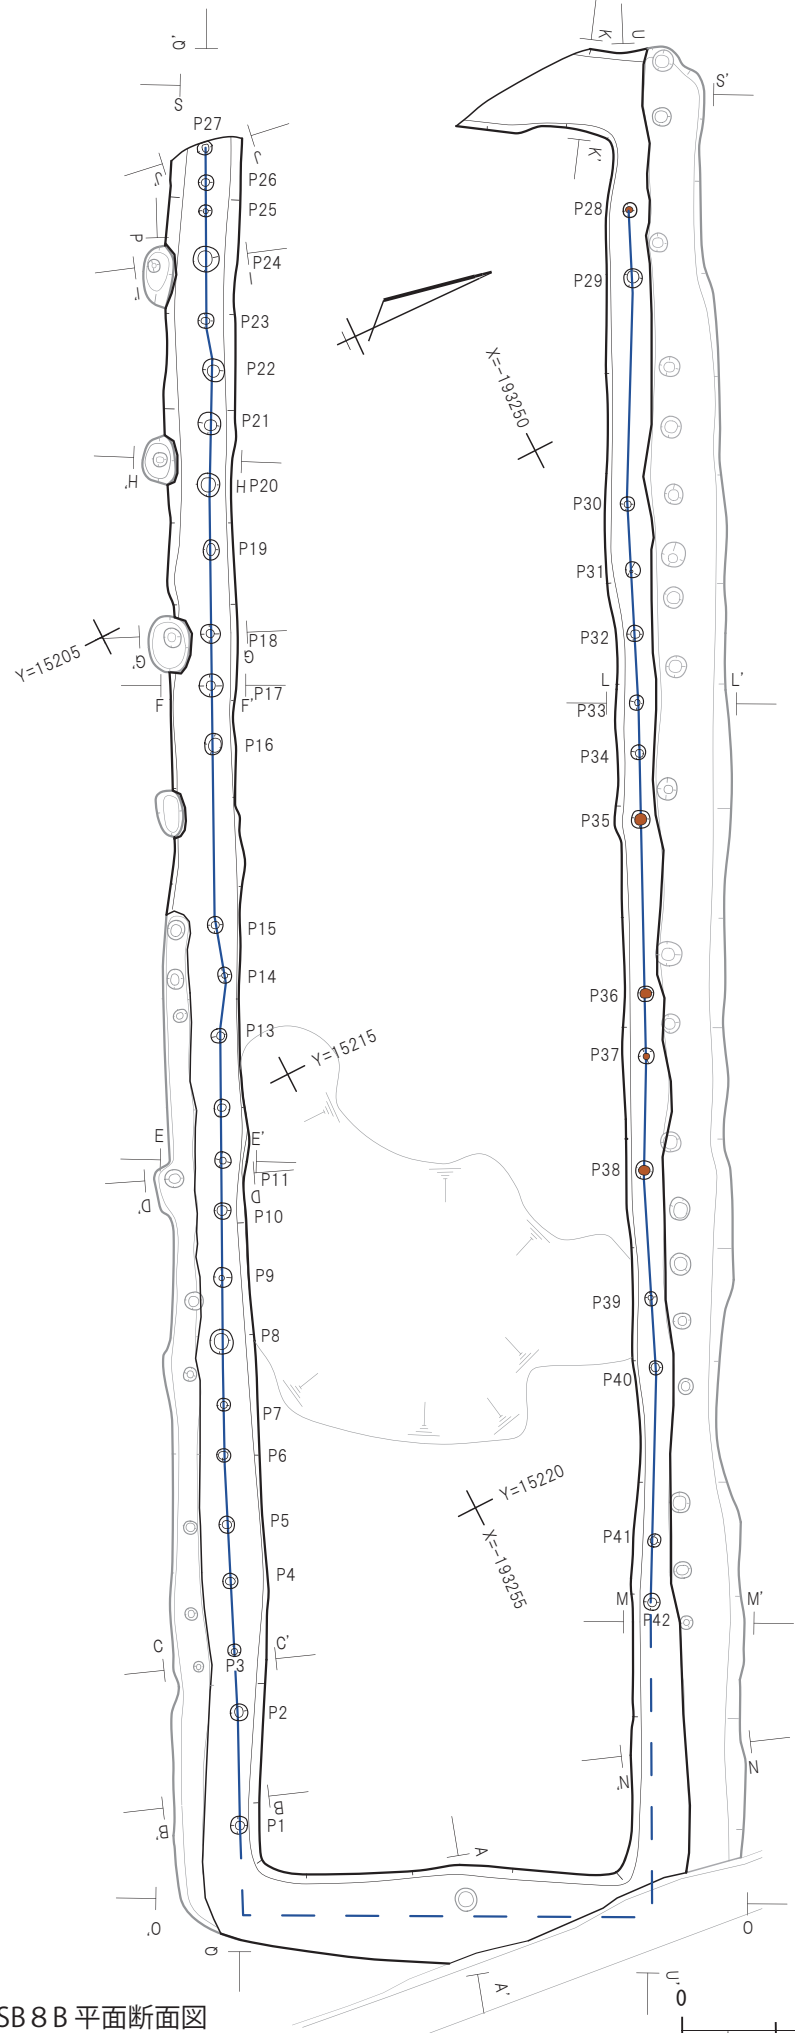 Q'
K
U
S
S'
P27
J
K'
J'
P26
P28
P25
P
P24
I
I'
P29
P23
X=-193250
P22
P21
H'
H P20
P30
P19
P31
P18
P32
Y=15205
G'
G
L
L'
F
F'
P17
P33
P16
P34
P35
P15
P14
P36
P13
Y=15215
P37
E
E'
P11
P38
D'
D
P10
P9
P39
P8
P40
P7
P6
Y=15220
P5
X=-193255
P41
P4
M
M'
P42
C
C'
P3
P2
N'
N
B
B'
P1
A
O'
O
Q
A'
U'
0
SB８B 平面断面図